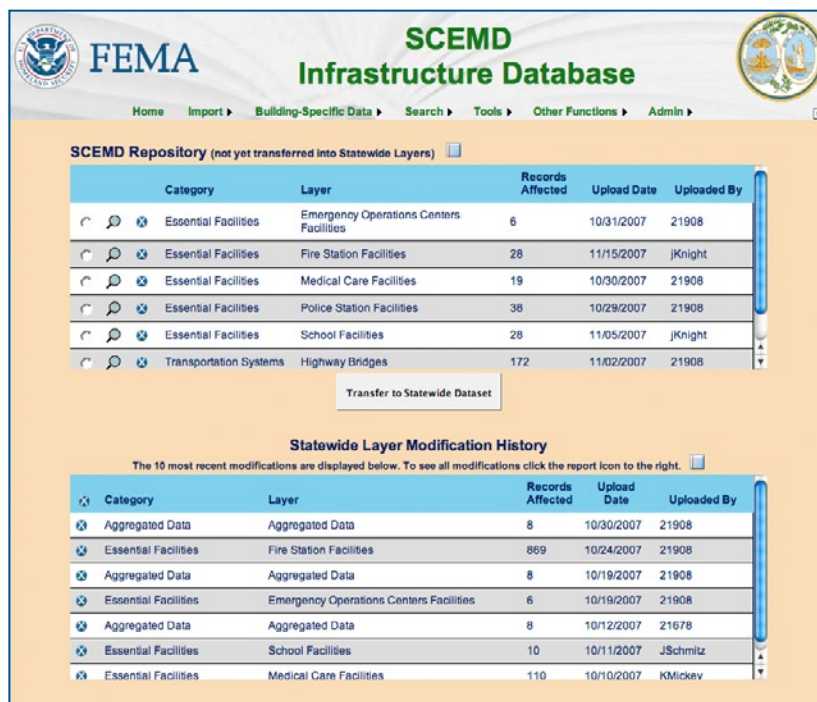 FEMA
SCEMD
Infrastructure Database
Home Import Building-Specific Data Search Tools Other Functions Admin
SCEMD Repository (not yet transferred into Statewide Layers)
Category Layer Records Affected Upload Date Uploaded By
Essential Facilities Emergency Operations Centers Facilities 6 10/31/2007 21908
Essential Facilities Fire Station Facilities 28 11/15/2007 jKnight
Essential Facilities Medical Care Facilities 19 10/30/2007 21908
Essential Facilities Police Station Facilities 38 10/29/2007 21908
Essential Facilities School Facilities 28 11/05/2007 jKnight
Transportation Systems Highway Bridges 172 11/02/2007 21908
Transfer to Statewide Dataset
Statewide Layer Modification History
The 10 most recent modifications are displayed below. To see all modifications click the report icon to the right.
Category Layer Records Affected Upload Date Uploaded By
Aggregated Data Aggregated Data 8 10/30/2007 21908
Essential Facilities Fire Station Facilities 869 10/24/2007 21908
Aggregated Data Aggregated Data 8 10/19/2007 21908
Essential Facilities Emergency Operations Centers Facilities 6 10/19/2007 21908
Aggregated Data Aggregated Data 8 10/12/2007 21678
Essential Facilities School Facilities 10 10/11/2007 JSchmitz
Essential Facilities Medical Care Facilities 110 10/10/2007 KMickey